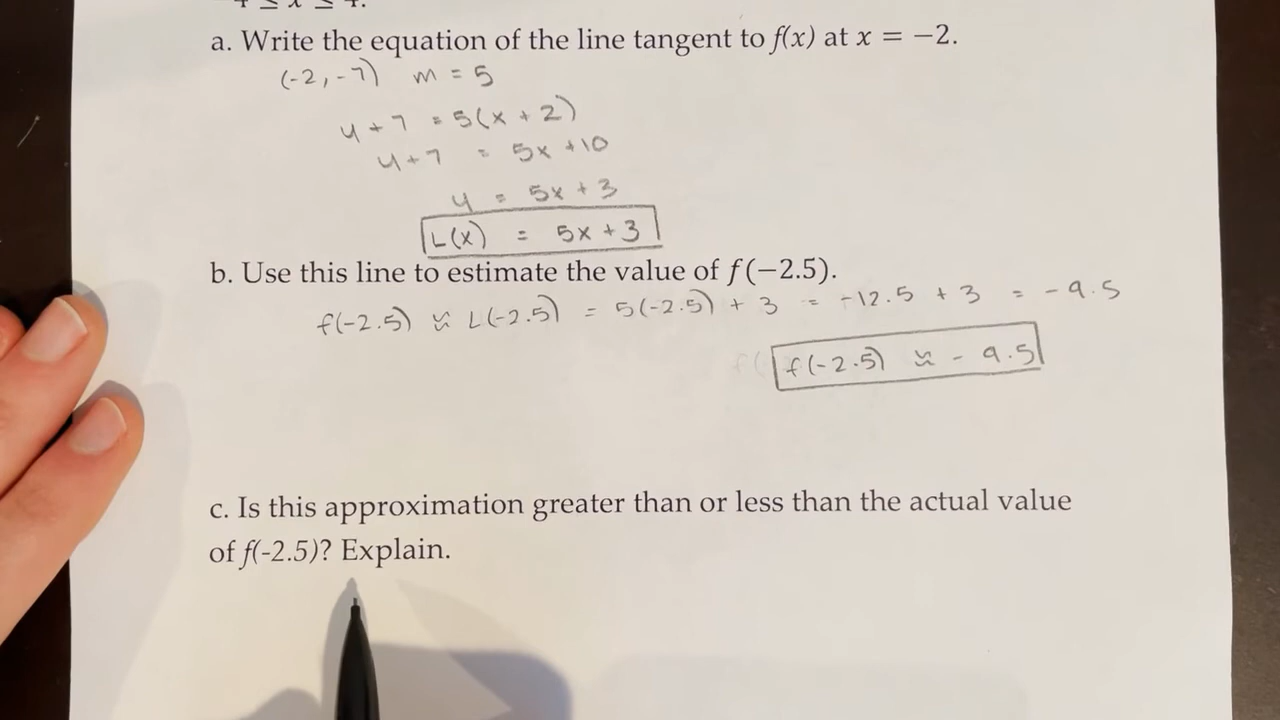 a. Write the equation of the line tangent to f(x) at x = −2.
(-2, -7) m = 5
y + 7 = 5(x + 2)
y + 7 = 5x + 10
y = 5x + 3
L(x) = 5x + 3
b. Use this line to estimate the value of f(−2.5).
f(-2.5) ≈ L(-2.5) = 5(-2.5) + 3 = -12.5 + 3 = -9.5
f(-2.5) ≈ -9.5
c. Is this approximation greater than or less than the actual value
of f(-2.5)? Explain.